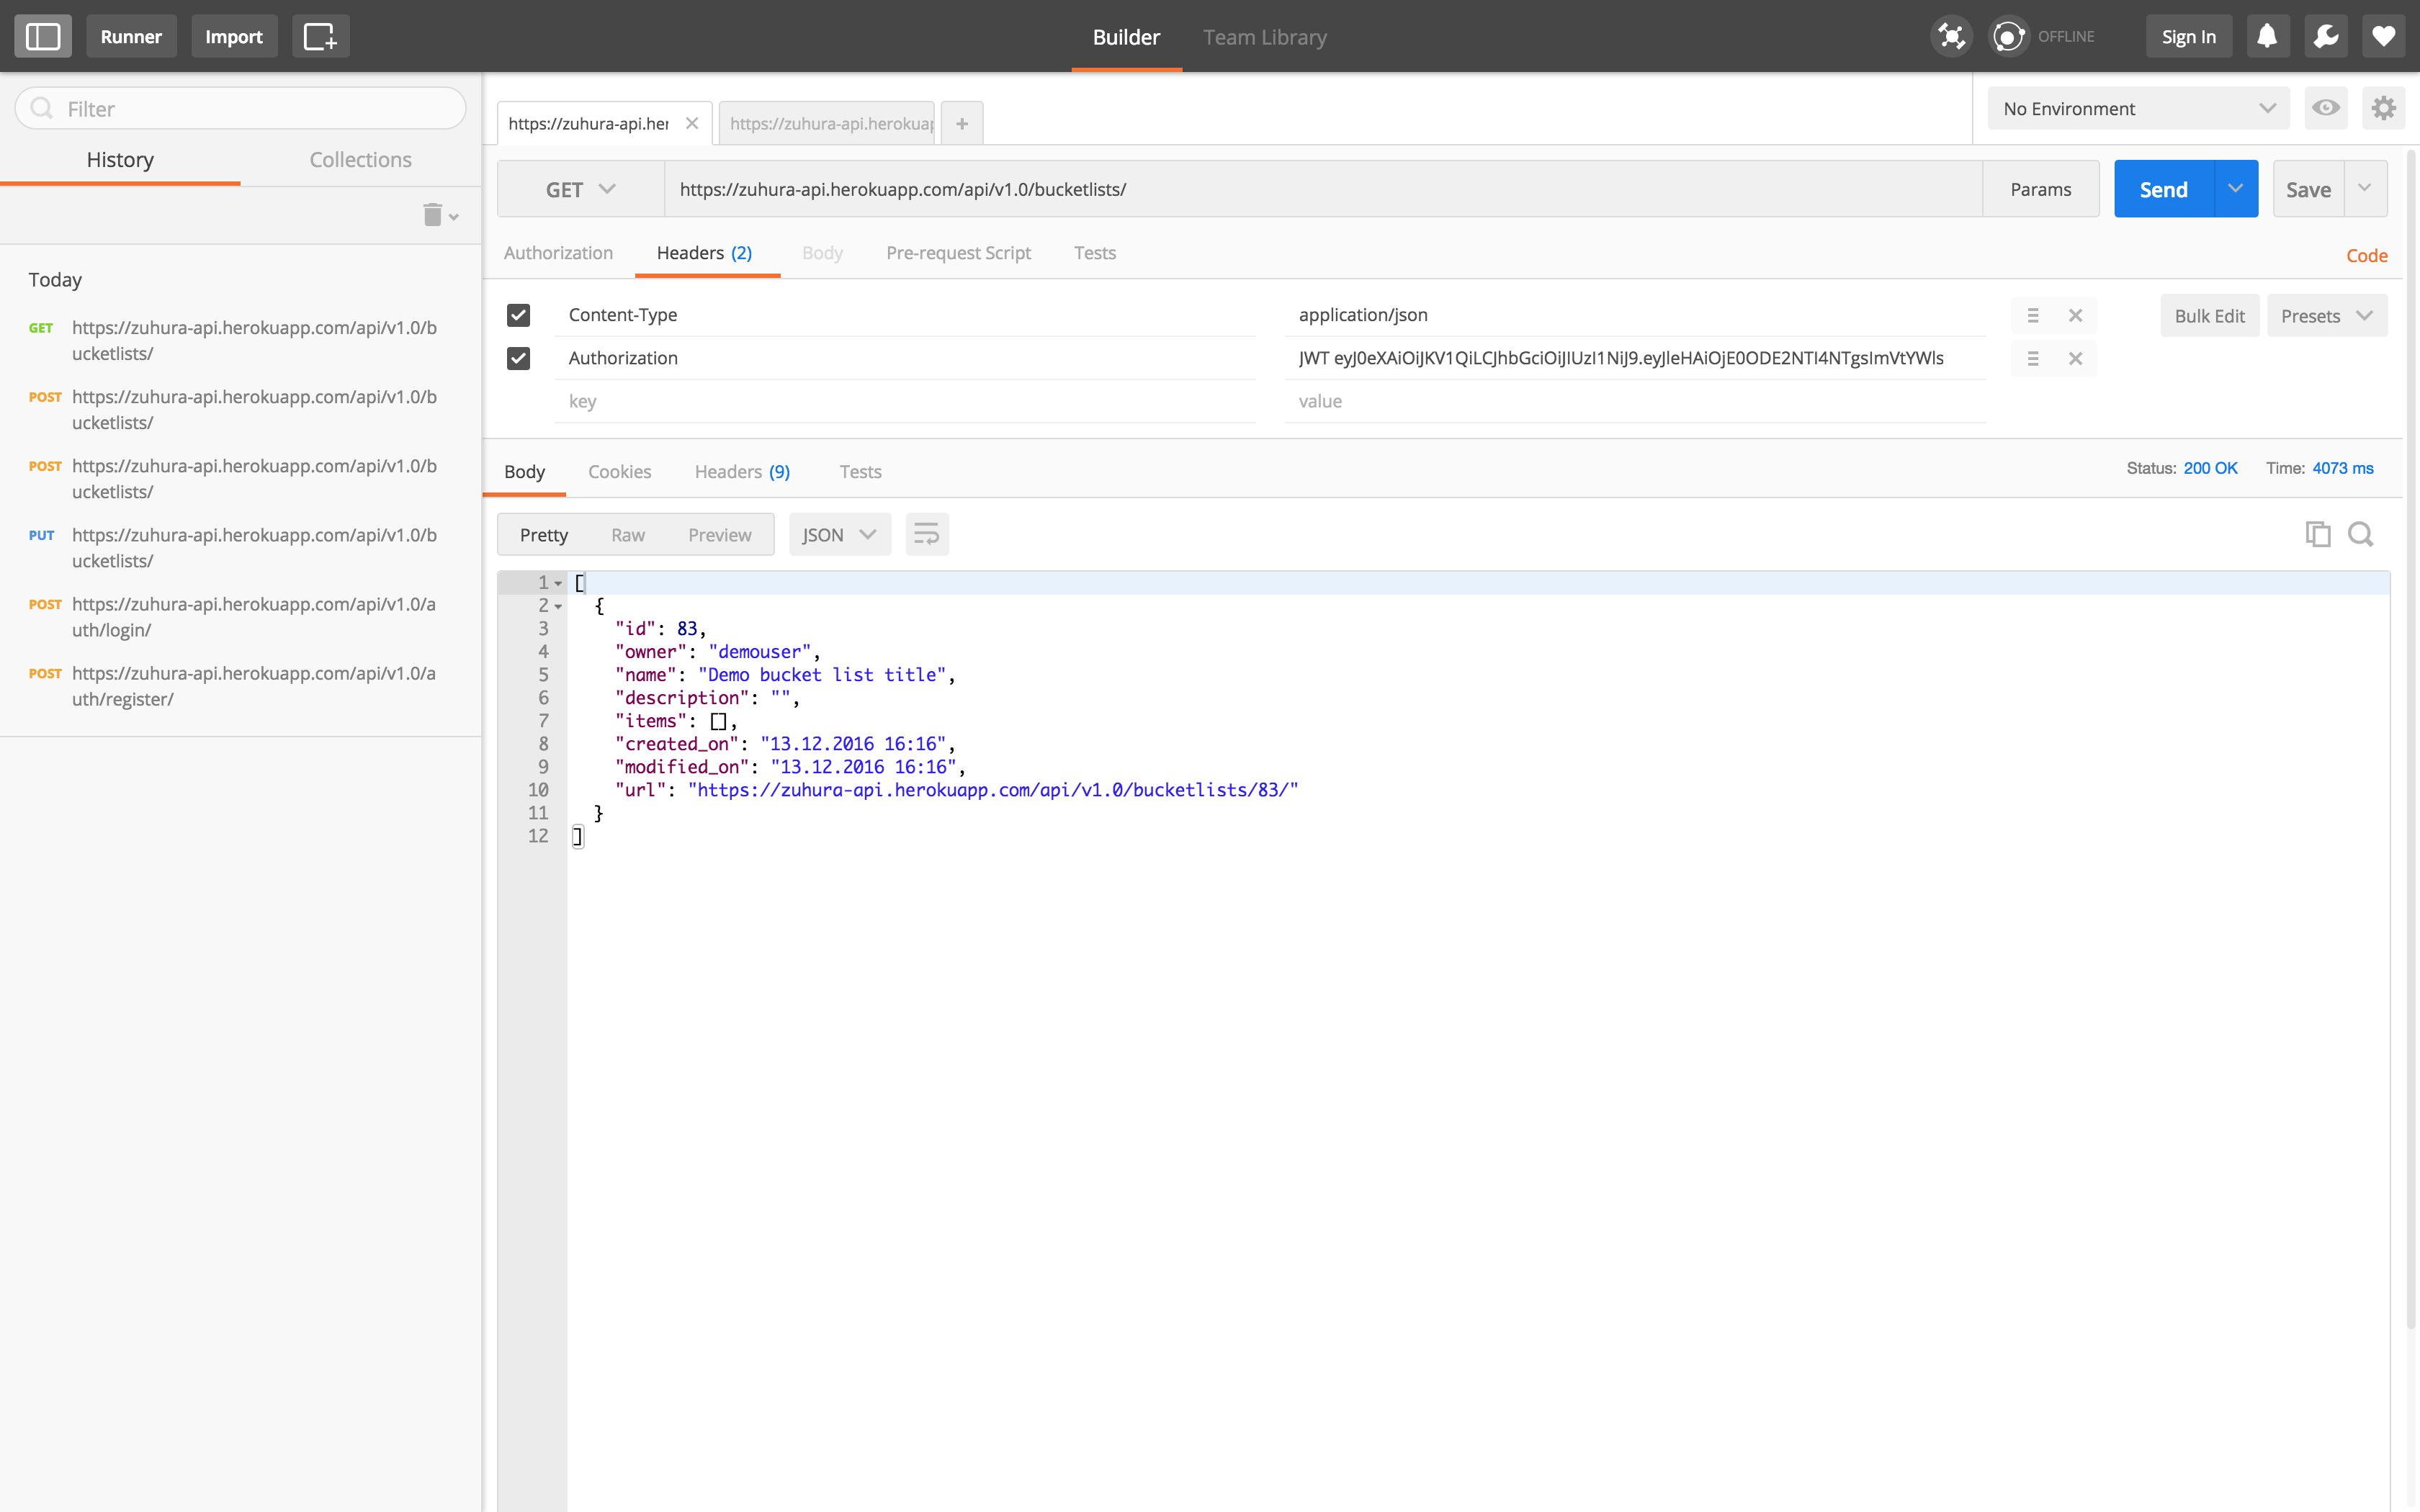 Runner
Import
Builder
Team Library
OFFLINE
Sign In
Filter
History
Collections
Today
GET https://zuhura-api.herokuapp.com/api/v1.0/b
ucketlists/
POST https://zuhura-api.herokuapp.com/api/v1.0/b
ucketlists/
POST https://zuhura-api.herokuapp.com/api/v1.0/b
ucketlists/
PUT https://zuhura-api.herokuapp.com/api/v1.0/b
ucketlists/
POST https://zuhura-api.herokuapp.com/api/v1.0/a
uth/login/
POST https://zuhura-api.herokuapp.com/api/v1.0/a
uth/register/
https://zuhura-api.her
https://zuhura-api.herokuap
No Environment
GET
https://zuhura-api.herokuapp.com/api/v1.0/bucketlists/
Params
Send
Save
Authorization
Headers (2)
Body
Pre-request Script
Tests
Code
Content-Type
application/json
Bulk Edit
Presets
Authorization
JWT eyJ0eXAiOiJKV1QiLCJhbGciOiJIUzI1NiJ9.eyJleHAiOjE0ODE2NTI4NTgsImVtYWls
key
value
Body
Cookies
Headers (9)
Tests
Status: 200 OK
Time: 4073 ms
Pretty
Raw
Preview
JSON
1 [
2 {
3 "id": 83,
4 "owner": "demouser",
5 "name": "Demo bucket list title",
6 "description": "",
7 "items": [],
8 "created_on": "13.12.2016 16:16",
9 "modified_on": "13.12.2016 16:16",
10 "url": "https://zuhura-api.herokuapp.com/api/v1.0/bucketlists/83/"
11 }
12 ]